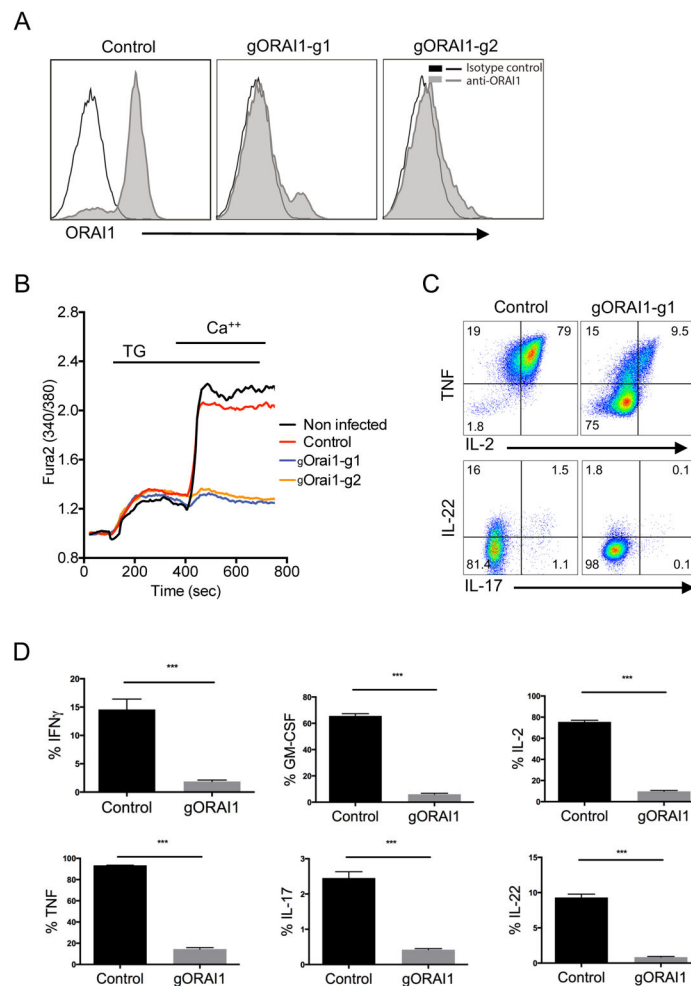 A
Control
gORAI1-g1
gORAI1-g2
Isotype control
anti-ORAI1
ORAI1
B
2.8
2.4
2.0
1.6
1.2
0.8
Fura2 (340/380)
TG
Ca++
Non infected
Control
gOrai1-g1
gOrai1-g2
0
200
400
600
800
Time (sec)
C
Control
gORAI1-g1
TNF
19
79
1.8
15
9.5
75
IL-2
IL-22
16
1.5
81.4
1.1
1.8
0.1
98
0.1
IL-17
D
% IFNγ
20
15
10
5
0
***
Control
gORAI1
% GM-CSF
80
60
40
20
0
***
Control
gORAI1
% IL-2
100
80
60
40
20
0
***
Control
gORAI1
% TNF
100
80
60
40
20
0
***
Control
gORAI1
% IL-17
3
2
1
0
***
Control
gORAI1
% IL-22
15
10
5
0
***
Control
gORAI1